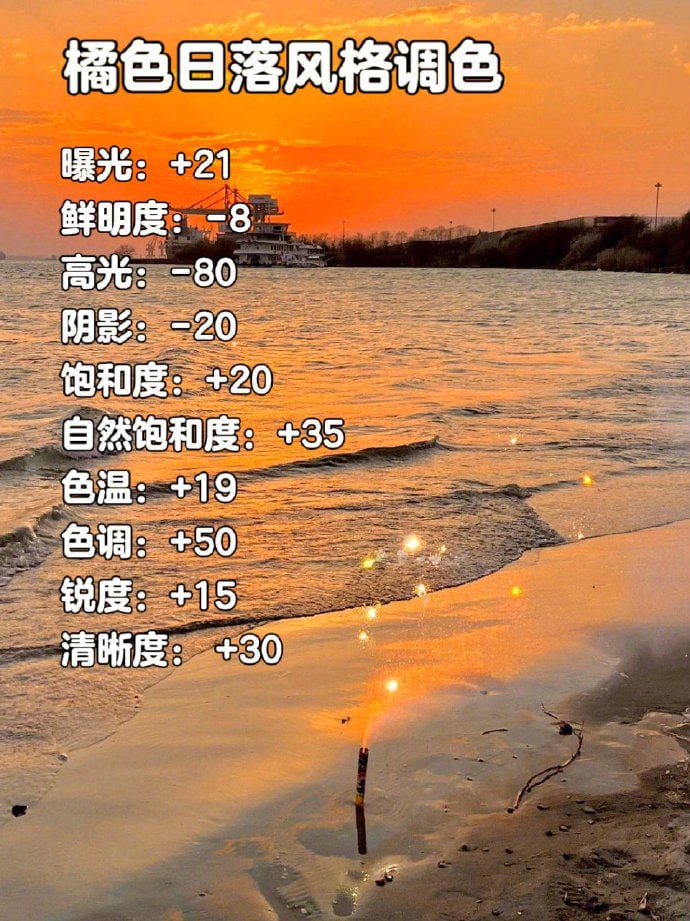 橘色日落风格调色
曝光：+21
鲜明度：-8
高光：-80
阴影：-20
饱和度：+20
自然饱和度：+35
色温：+19
色调：+50
锐度：+15
清晰度： +30